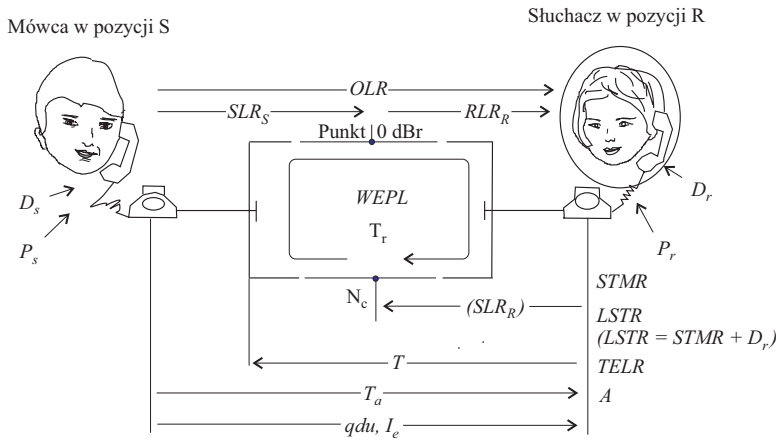 Mówca w pozycji S
Słuchacz w pozycji R
OLR
SLR_S
RLR_R
Punkt 0 dBr
WEPL
T_r
D_s
P_s
D_r
P_r
N_c
(SLR_R)
STMR
LSTR
(LSTR = STMR + D_r)
T
TELR
T_a
A
qdu, I_e